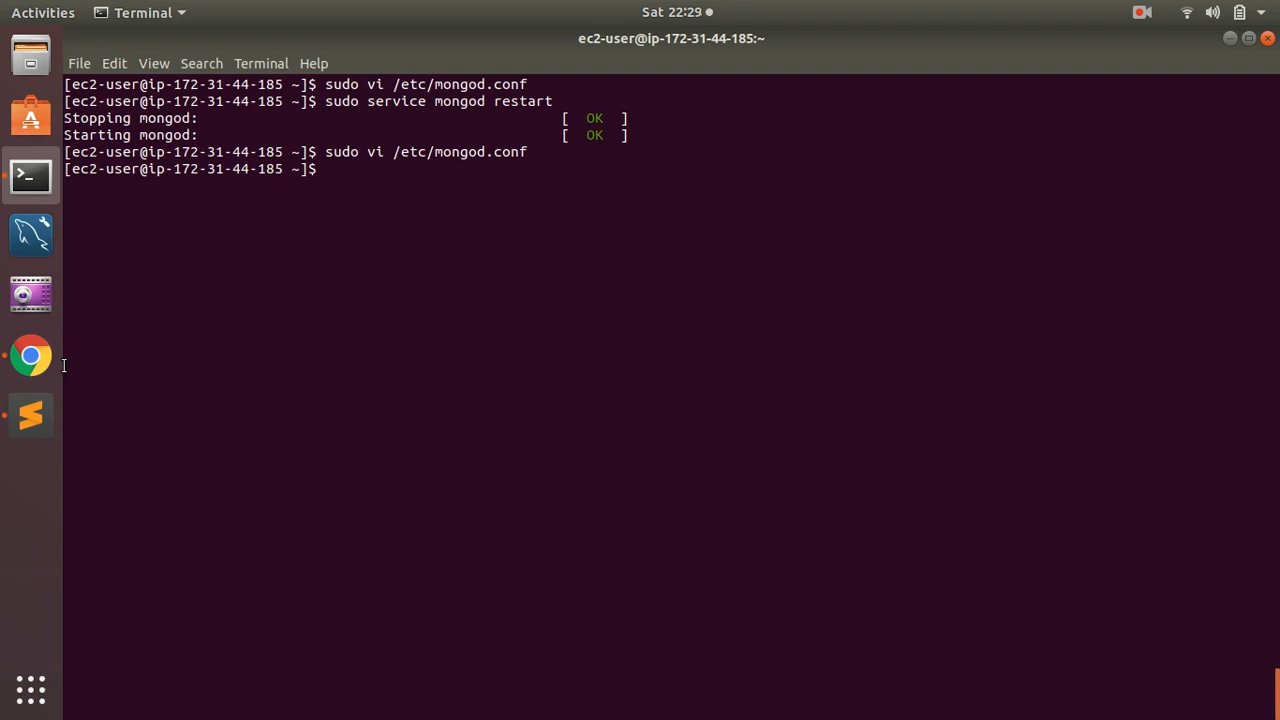 Activities Terminal Sat 22:29
ec2-user@ip-172-31-44-185:~
File Edit View Search Terminal Help
[ec2-user@ip-172-31-44-185 ~]$ sudo vi /etc/mongod.conf
[ec2-user@ip-172-31-44-185 ~]$ sudo service mongod restart
Stopping mongod: [ OK ]
Starting mongod: [ OK ]
[ec2-user@ip-172-31-44-185 ~]$ sudo vi /etc/mongod.conf
[ec2-user@ip-172-31-44-185 ~]$